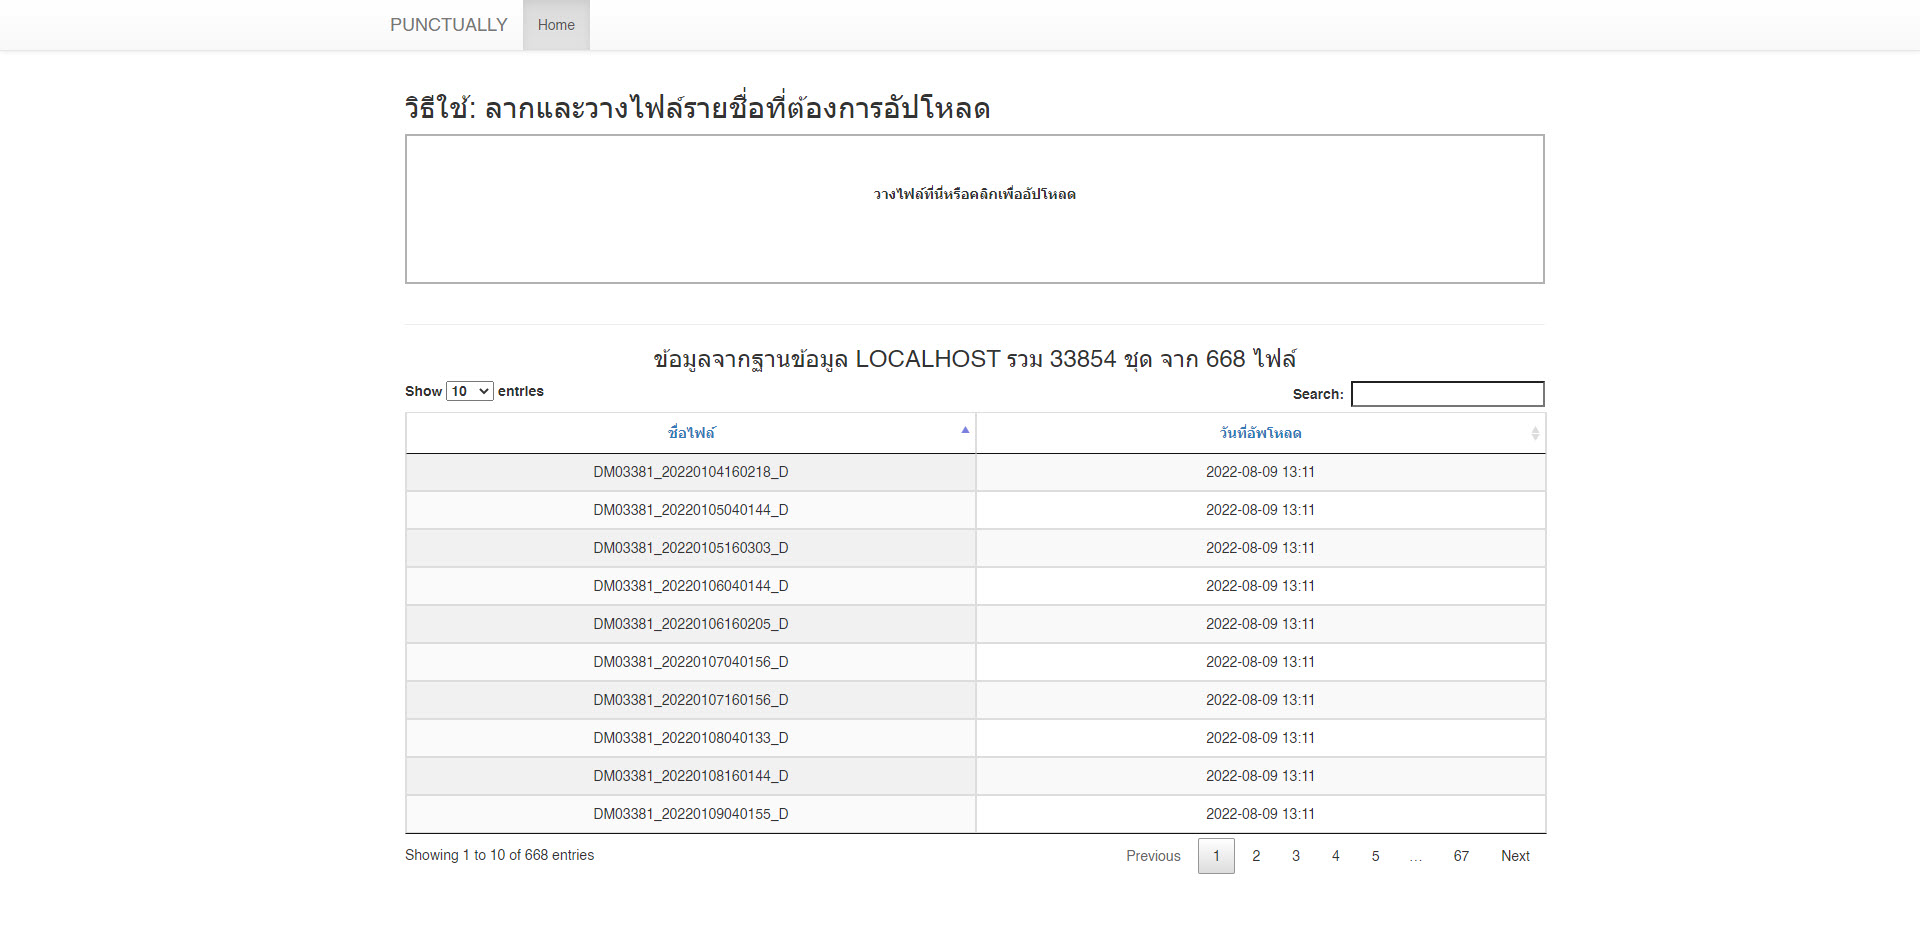 PUNCTUALLY Home
วิธีใช้: ลากและวางไฟล์รายชื่อที่ต้องการอัปโหลด
วางไฟล์ที่นี่หรือคลิกเพื่ออัปโหลด
ข้อมูลจากฐานข้อมูล LOCALHOST รวม 33854 ชุด จาก 668 ไฟล์
Show 10 entries Search:
ชื่อไฟล์ วันที่อัพโหลด
DM03381_20220104160218_D 2022-08-09 13:11
DM03381_20220105040144_D 2022-08-09 13:11
DM03381_20220105160303_D 2022-08-09 13:11
DM03381_20220106040144_D 2022-08-09 13:11
DM03381_20220106160205_D 2022-08-09 13:11
DM03381_20220107040156_D 2022-08-09 13:11
DM03381_20220107160156_D 2022-08-09 13:11
DM03381_20220108040133_D 2022-08-09 13:11
DM03381_20220108160144_D 2022-08-09 13:11
DM03381_20220109040155_D 2022-08-09 13:11
Showing 1 to 10 of 668 entries Previous 1 2 3 4 5 … 67 Next